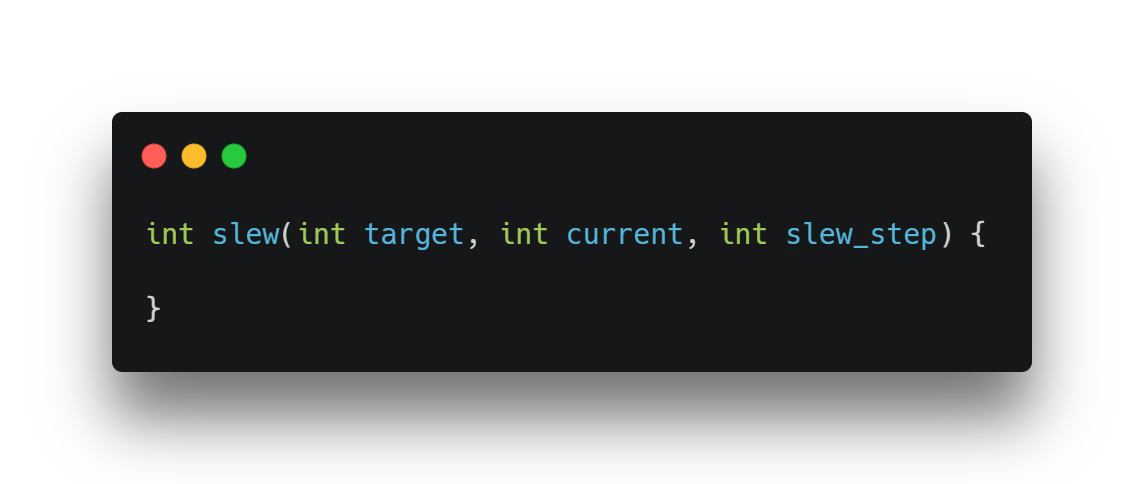 int slew(int target, int current, int slew_step) {
}